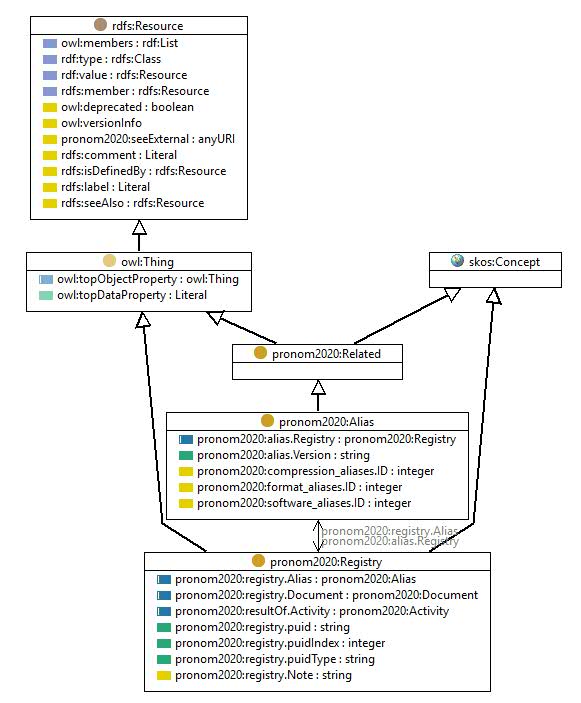 rdfs:Resource
owl:members : rdf:List
rdf:type : rdfs:Class
rdf:value : rdfs:Resource
rdfs:member : rdfs:Resource
owl:deprecated : boolean
owl:versionInfo
pronom2020:seeExternal : anyURI
rdfs:comment : Literal
rdfs:isDefinedBy : rdfs:Resource
rdfs:label : Literal
rdfs:seeAlso : rdfs:Resource
owl:Thing
owl:topObjectProperty : owl:Thing
owl:topDataProperty : Literal
skos:Concept
pronom2020:Related
pronom2020:Alias
pronom2020:alias.Registry : pronom2020:Registry
pronom2020:alias.Version : string
pronom2020:compression_aliases.ID : integer
pronom2020:format_aliases.ID : integer
pronom2020:software_aliases.ID : integer
pronom2020:registry.Alias
pronom2020:alias.Registry
pronom2020:Registry
pronom2020:registry.Alias : pronom2020:Alias
pronom2020:registry.Document : pronom2020:Document
pronom2020:resultOf.Activity : pronom2020:Activity
pronom2020:registry.puid : string
pronom2020:registry.puidIndex : integer
pronom2020:registry.puidType : string
pronom2020:registry.Note : string